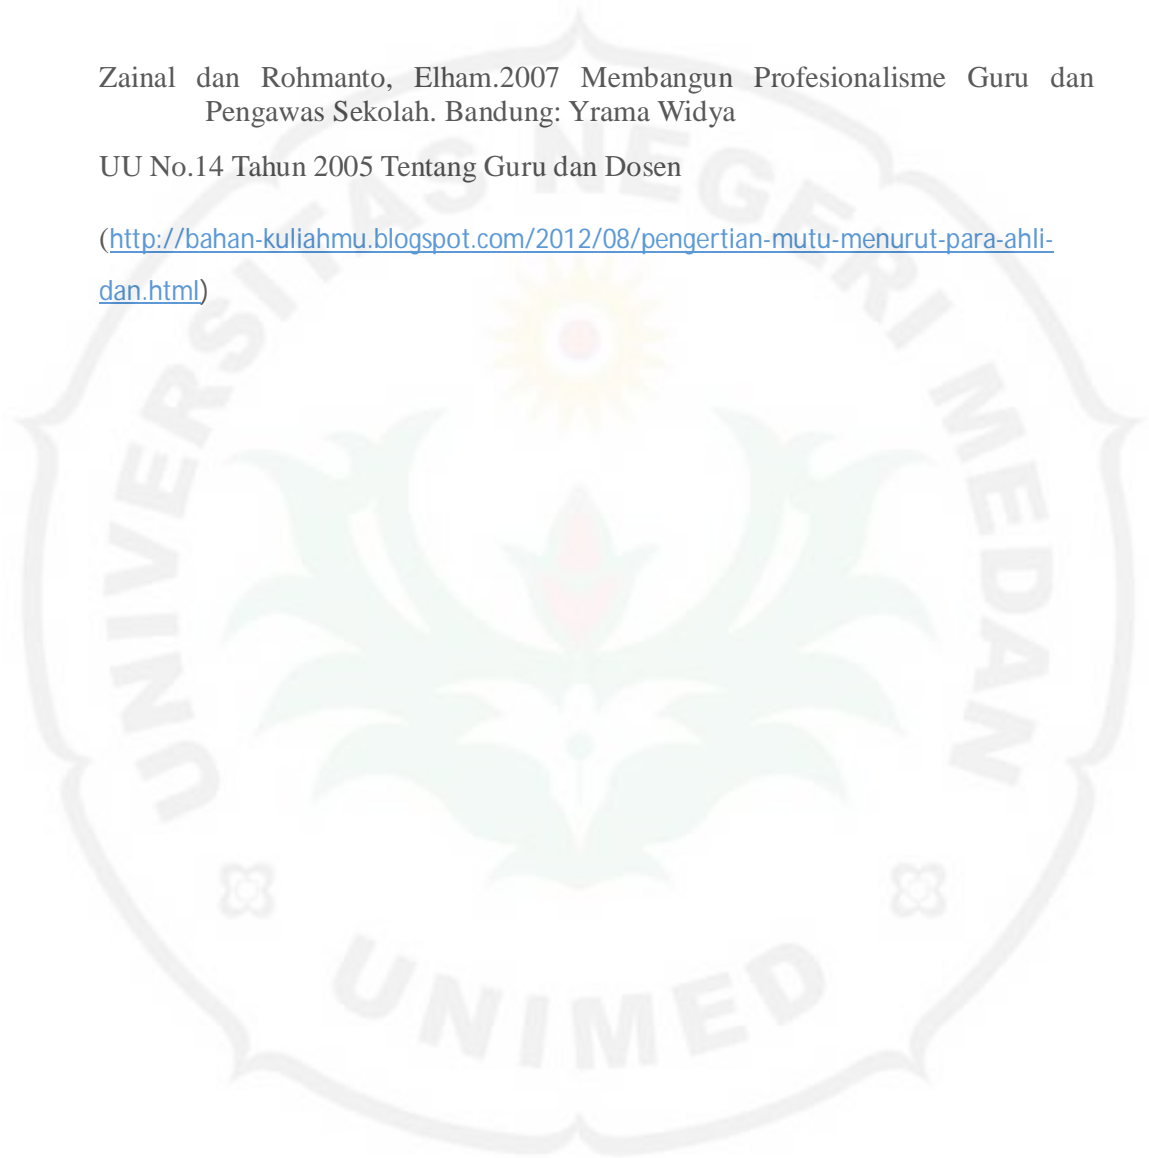 Zainal dan Rohmanto, Elham.2007 Membangun Profesionalisme Guru dan
Pengawas Sekolah. Bandung: Yrama Widya
UU No.14 Tahun 2005 Tentang Guru dan Dosen
(http://bahan-kuliahmu.blogspot.com/2012/08/pengertian-mutu-menurut-para-ahli-
dan.html)
UNIVERSITAS NEGERI MEDAN
UNIMED